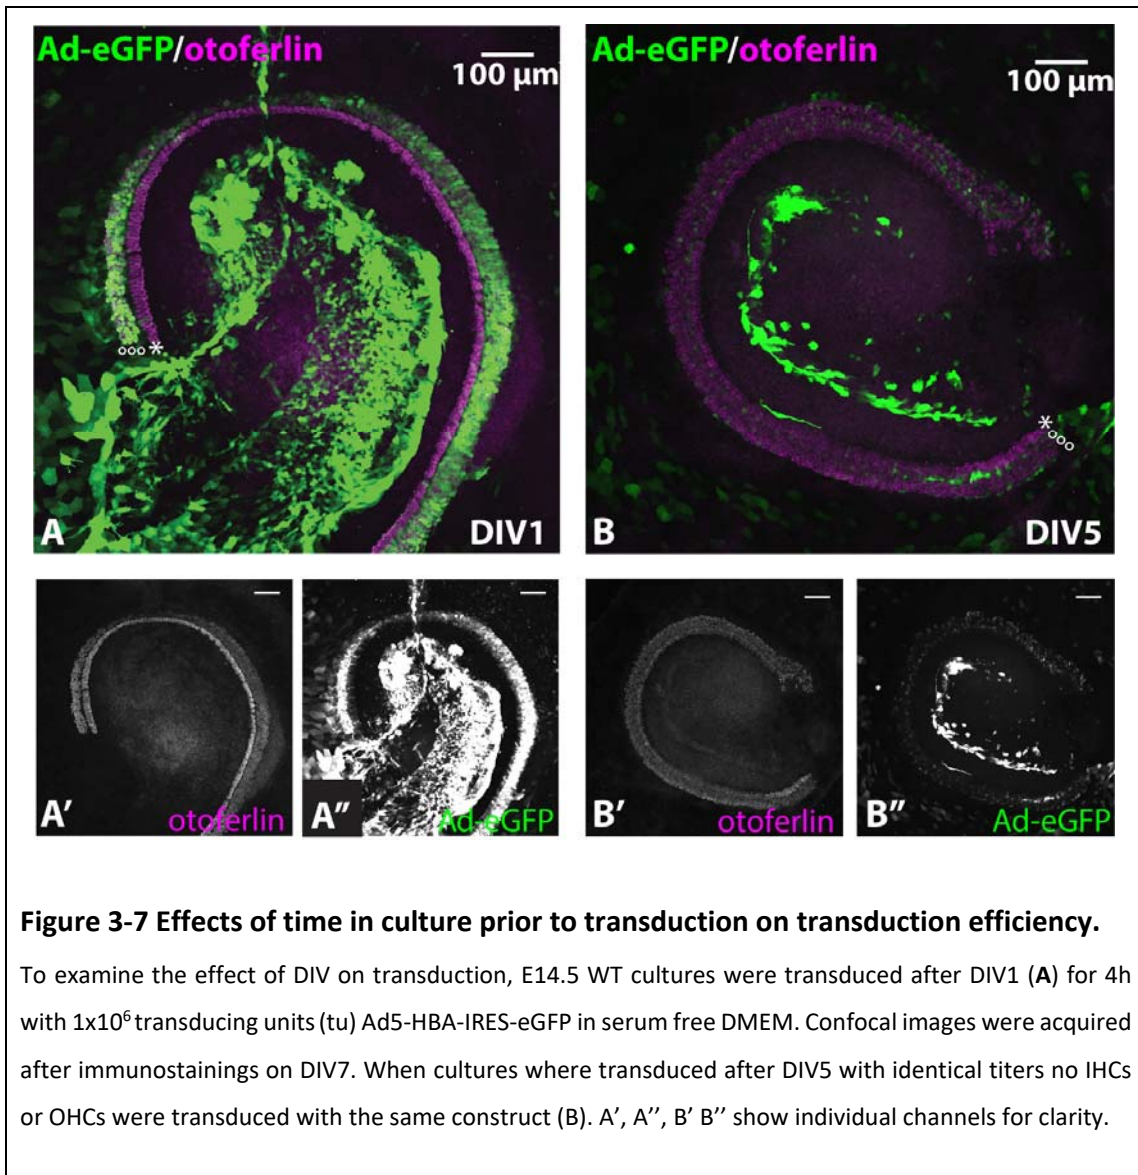 Ad-eGFP/otoferlin
100 µm
Ad-eGFP/otoferlin
100 µm
ooo *
*
ooo
A
DIV1
B
DIV5
A′
otoferlin
A″
Ad-eGFP
B′
otoferlin
B″
Ad-eGFP
Figure 3-7 Effects of time in culture prior to transduction on transduction efficiency.
To examine the effect of DIV on transduction, E14.5 WT cultures were transduced after DIV1 (A) for 4h
with 1x10⁶ transducing units (tu) Ad5-HBA-IRES-eGFP in serum free DMEM. Confocal images were acquired
after immunostainings on DIV7. When cultures where transduced after DIV5 with identical titers no IHCs
or OHCs were transduced with the same construct (B). A’, A’’, B’ B’’ show individual channels for clarity.